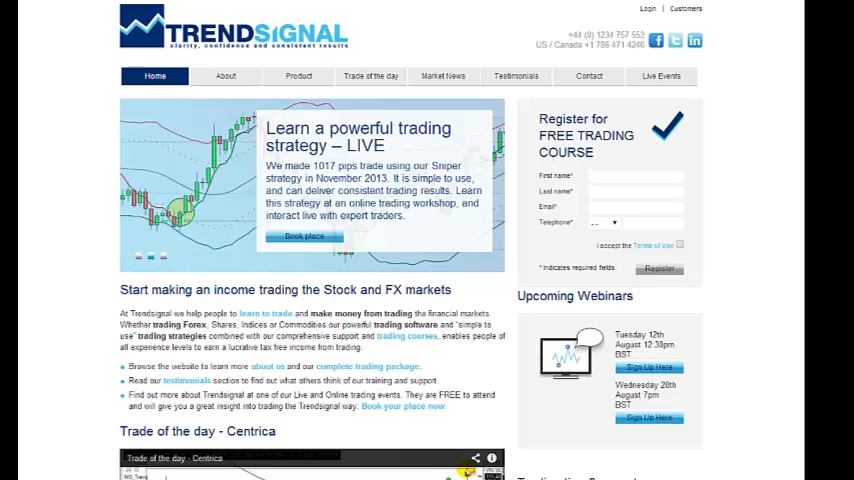 Login | Customers
TRENDSIGNAL
clarity, confidence and consistent results
+44 (0) 1234 757 553
US / Canada +1 786 471 4240
Home
About
Product
Trade of the day
Market News
Testimonials
Contact
Live Events
Learn a powerful trading
strategy – LIVE
We made 1017 pips trade using our Sniper
strategy in November 2013. It is simple to use,
and can deliver consistent trading results. Learn
this strategy at an online trading workshop, and
interact live with expert traders.
Book place
Register for
FREE TRADING
COURSE
First name*
Last name*
Email*
Telephone*
--
I accept the Terms of Use
* Indicates required fields.
Register
Start making an income trading the Stock and FX markets
At Trendsignal we help people to learn to trade and make money from trading the financial markets.
Whether trading Forex, Shares, Indices or Commodities our powerful trading software and "simple to
use" trading strategies combined with our comprehensive support and trading courses, enables people of
all experience levels to earn a lucrative tax free income from trading.
Browse the website to learn more about us and our complete trading package.
Read our testimonials section to find out what others think of our training and support.
Find out more about Trendsignal at one of our Live and Online trading events. They are FREE to attend
and will give you a great insight into trading the Trendsignal way. Book your place now
Upcoming Webinars
Tuesday 12th
August 12:30pm
BST
Sign Up Here
Wednesday 20th
August 7pm
BST
Sign Up Here
Trade of the day - Centrica
Trade of the day - Centrica